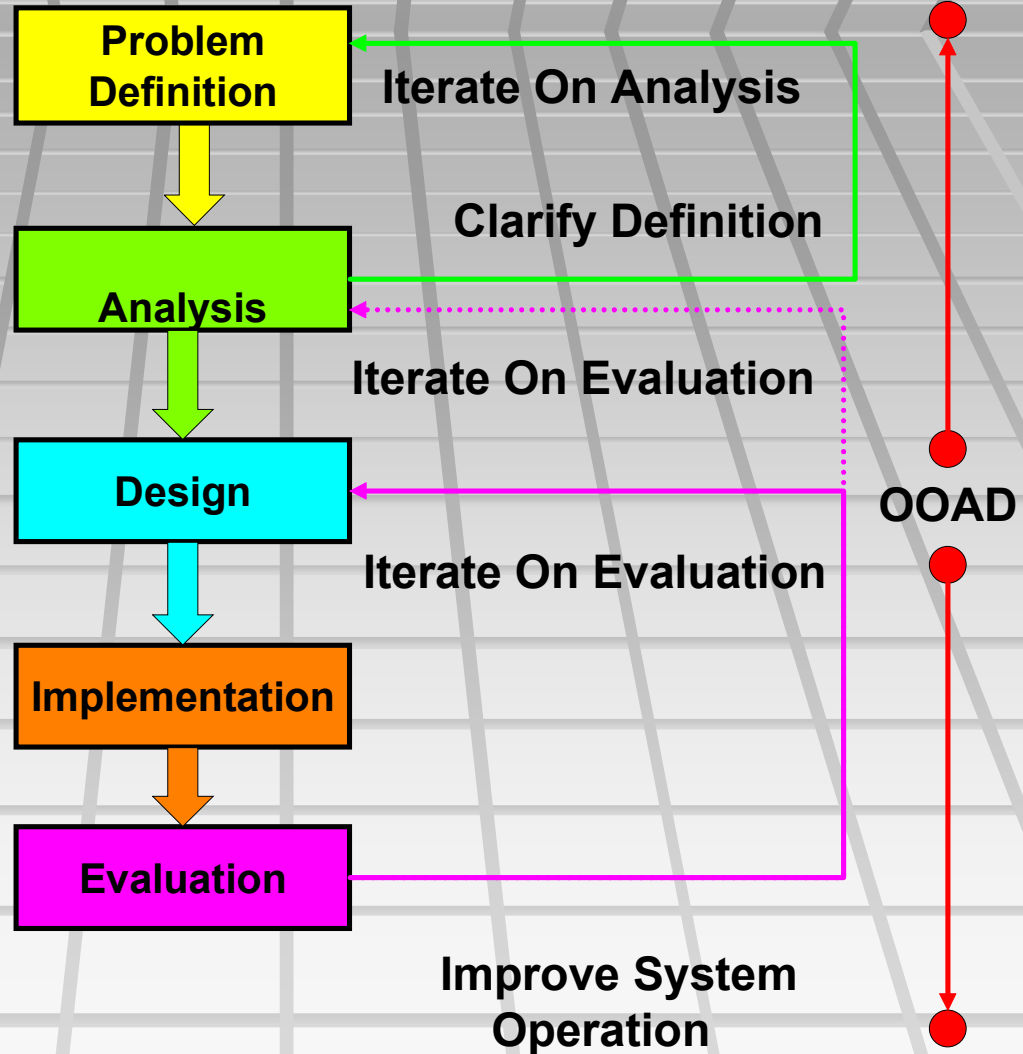 Problem
Definition
Iterate On Analysis
Clarify Definition
Analysis
Iterate On Evaluation
Design
OOAD
Iterate On Evaluation
Implementation
Evaluation
Improve System
Operation